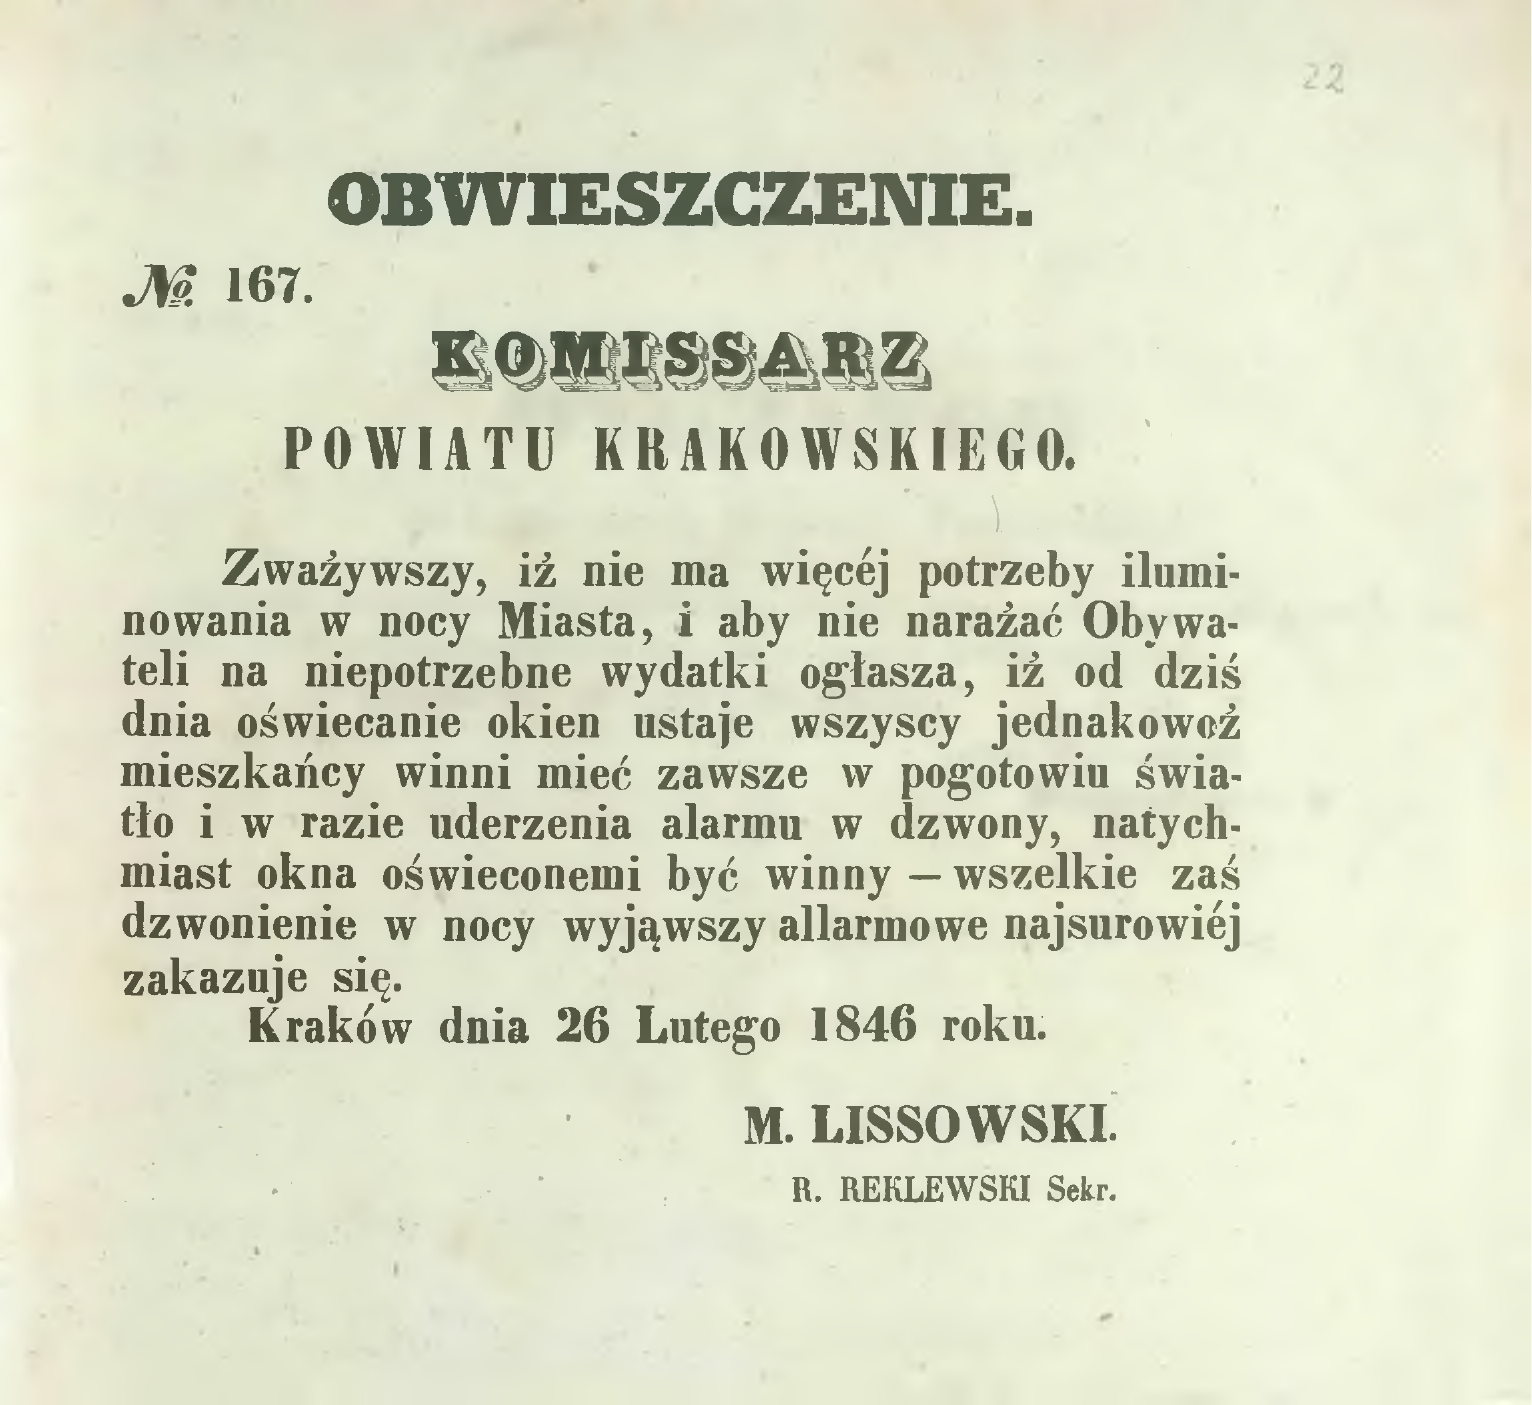 22
OBWIESZCZENIE.
№ 167.
KOMISSARZ
POWIATU KRAKOWSKIEGO.
Zważywszy, iż nie ma więcéj potrzeby ilumi-
nowania w nocy Miasta, i aby nie narażać Obywa-
teli na niepotrzebne wydatki ogłasza, iż od dziś
dnia oświecanie okien ustaje wszyscy jednakowoż
mieszkańcy winni mieć zawsze w pogotowiu świa-
tło i w razie uderzenia alarmu w dzwony, natych-
miast okna oświeconemi być winny — wszelkie zaś
dzwonienie w nocy wyjąwszy allarmowe najsurowiéj
zakazuje się.
Kraków dnia 26 Lutego 1846 roku.
M. LISSOWSKI.
R. REKLEWSKI Sekr.